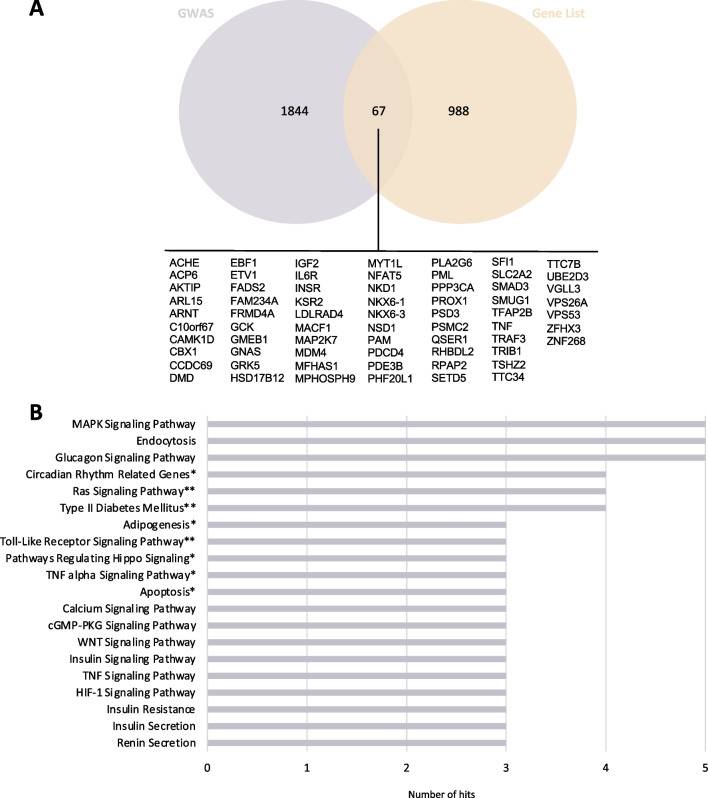 A
GWAS
Gene List
1844 67 988
ACHE EBF1 IGF2 MYT1L PLA2G6 SFI1 TTC7B
ACP6 ETV1 IL6R NFAT5 PML SLC2A2 UBE2D3
AKTIP FADS2 INSR NKD1 PPP3CA SMAD3 VGLL3
ARL15 FAM234A KSR2 NKX6-1 PROX1 SMUG1 VPS26A
ARNT FRMD4A LDLRAD4 NKX6-3 PSD3 TFAP2B VPS53
C10orf67 GCK MACF1 NSD1 PSMC2 TNF ZFHX3
CAMK1D GMEB1 MAP2K7 PAM QSER1 TRAF3 ZNF268
CBX1 GNAS MDM4 PDCD4 RHBDL2 TRIB1
CCDC69 GRK5 MFHAS1 PDE3B RPAP2 TSHZ2
DMD HSD17B12 MPHOSPH9 PHF20L1 SETD5 TTC34
B
MAPK Signaling Pathway
Endocytosis
Glucagon Signaling Pathway
Circadian Rhythm Related Genes*
Ras Signaling Pathway**
Type II Diabetes Mellitus**
Adipogenesis*
Toll-Like Receptor Signaling Pathway**
Pathways Regulating Hippo Signaling*
TNF alpha Signaling Pathway*
Apoptosis*
Calcium Signaling Pathway
cGMP-PKG Signaling Pathway
WNT Signaling Pathway
Insulin Signaling Pathway
TNF Signaling Pathway
HIF-1 Signaling Pathway
Insulin Resistance
Insulin Secretion
Renin Secretion
0 1 2 3 4 5
Number of hits